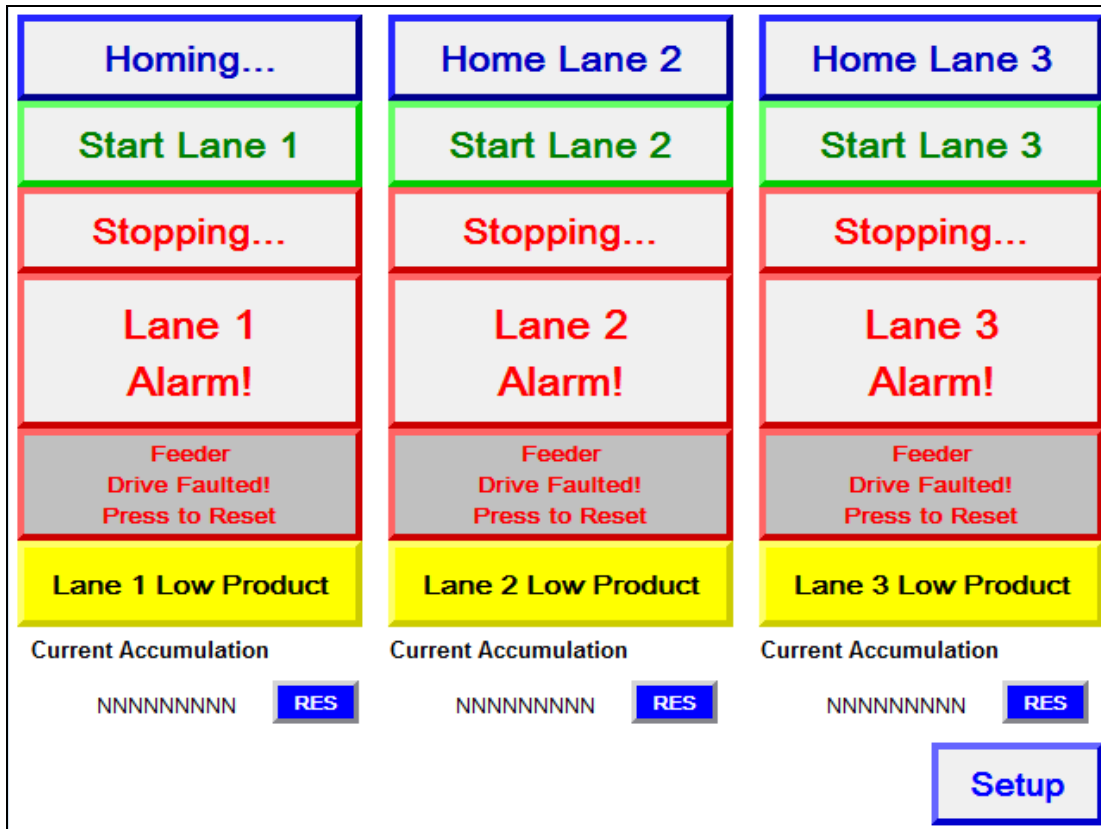 Homing...
Home Lane 2
Home Lane 3
Start Lane 1
Start Lane 2
Start Lane 3
Stopping...
Stopping...
Stopping...
Lane 1
Alarm!
Lane 2
Alarm!
Lane 3
Alarm!
Feeder
Drive Faulted!
Press to Reset
Feeder
Drive Faulted!
Press to Reset
Feeder
Drive Faulted!
Press to Reset
Lane 1 Low Product
Lane 2 Low Product
Lane 3 Low Product
Current Accumulation
Current Accumulation
Current Accumulation
NNNNNNNNN
RES
NNNNNNNNN
RES
NNNNNNNNN
RES
Setup